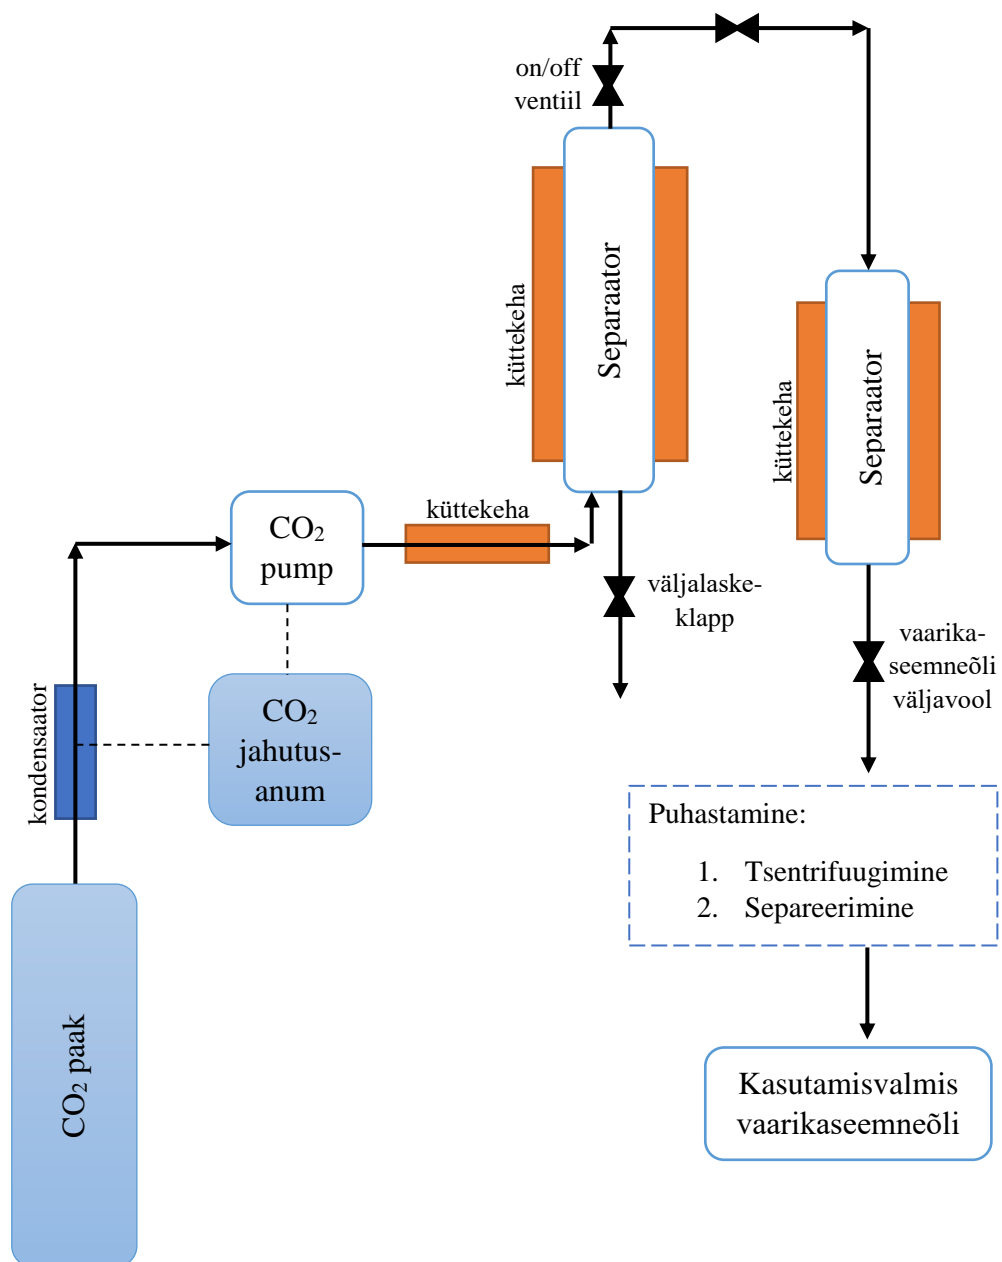 on/off
ventiil
küttekeha
Separaator
küttekeha
Separaator
küttekeha
CO₂
pump
väljalaske-
klapp
vaarika-
seemneõli
väljavool
kondensaator
CO₂
jahutus-
anum
Puhastamine:
1. Tsentrifuugimine
2. Separeerimine
CO₂ paak
Kasutamisvalmis
vaarikaseemneõli